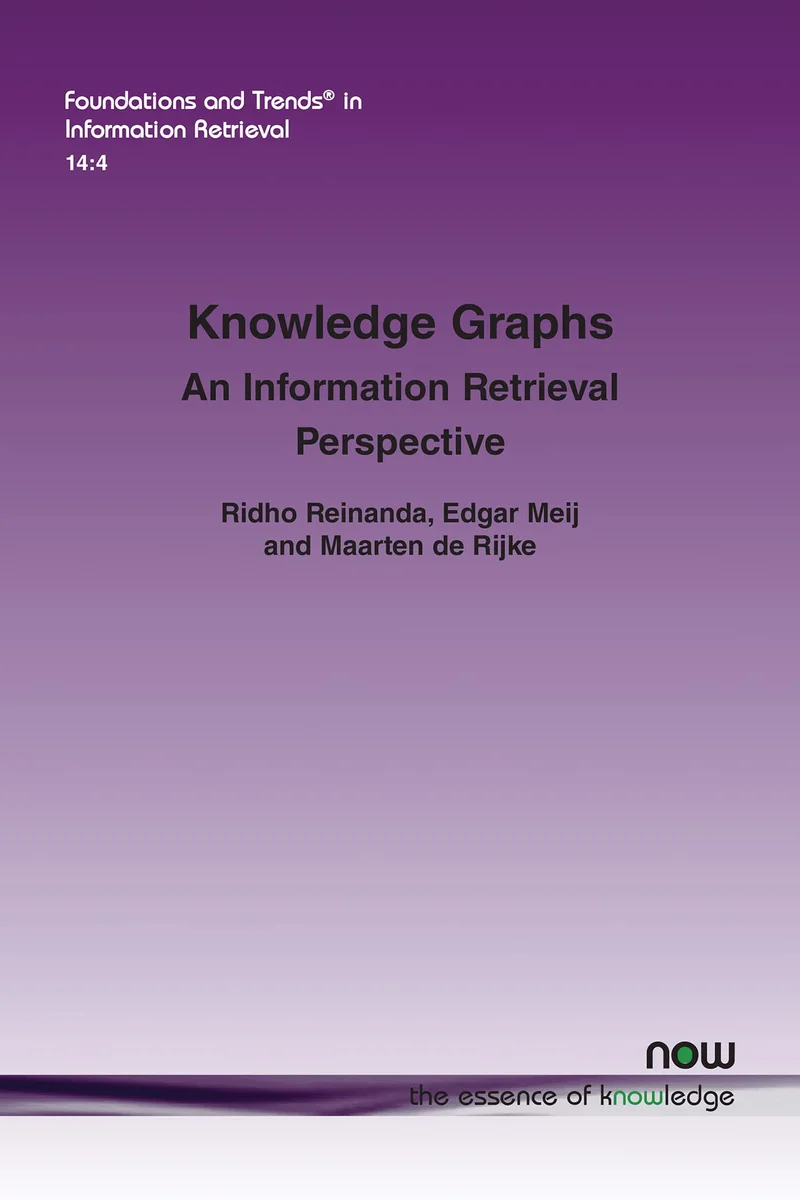 Foundations and Trends® in
Information Retrieval
14:4
Knowledge Graphs
An Information Retrieval
Perspective
Ridho Reinanda, Edgar Meij
and Maarten de Rijke
now
the essence of knowledge